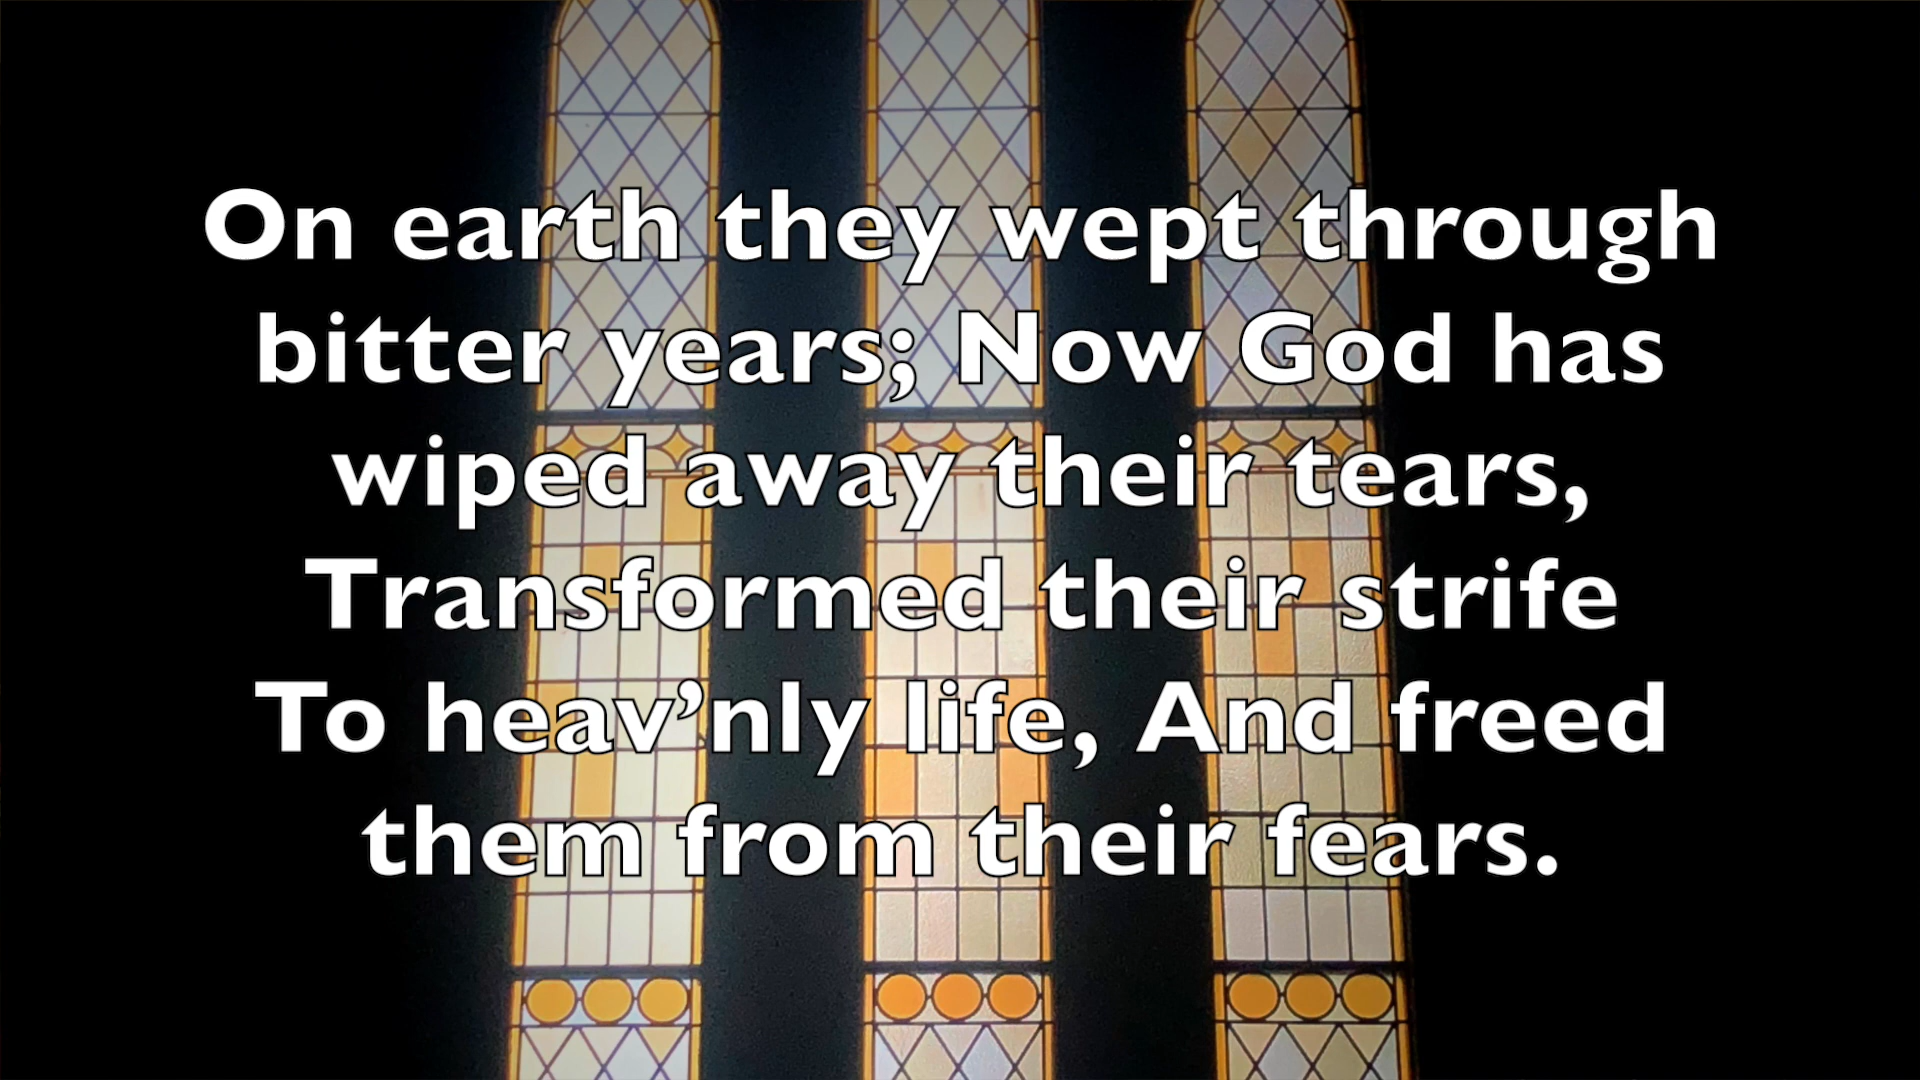 On earth they wept through
bitter years; Now God has
wiped away their tears,
Transformed their strife
To heav’nly life, And freed
them from their fears.